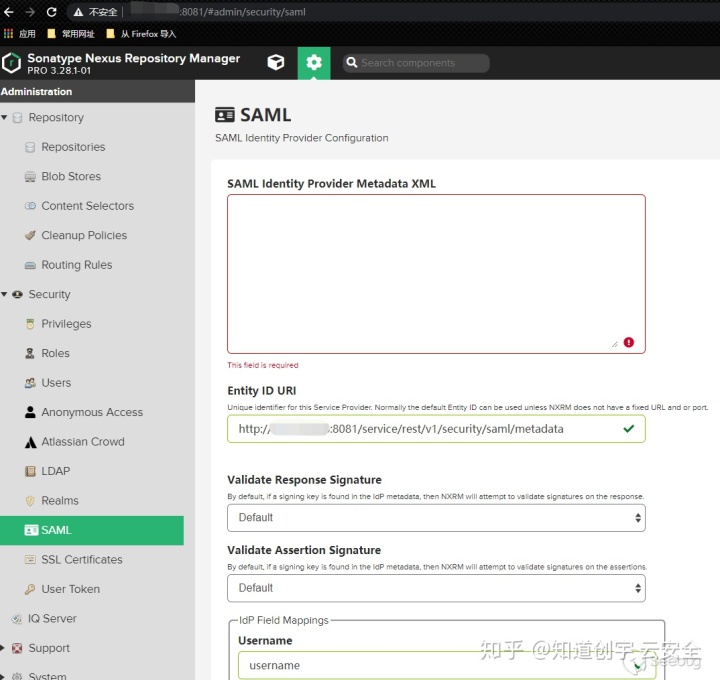 不安全 :8081/#admin/security/saml
应用 常用网址 从 Firefox 导入
Sonatype Nexus Repository Manager
PRO 3.28.1-01
Search components
Administration
Repository
Repositories
Blob Stores
Content Selectors
Cleanup Policies
Routing Rules
Security
Privileges
Roles
Users
Anonymous Access
Atlassian Crowd
LDAP
Realms
SAML
SSL Certificates
User Token
IQ Server
Support
System
SAML
SAML Identity Provider Configuration
SAML Identity Provider Metadata XML
This field is required
Entity ID URI
Unique identifier for this Service Provider. Normally the default Entity ID can be used unless NXRM does not have a fixed URL and or port.
http:// :8081/service/rest/v1/security/saml/metadata
Validate Response Signature
By default, if a signing key is found in the IdP metadata, then NXRM will attempt to validate signatures on the response.
Default
Validate Assertion Signature
By default, if a signing key is found in the IdP metadata, then NXRM will attempt to validate signatures on the assertions.
Default
IdP Field Mappings
Username
username
知乎 @知道创宇云安全
Seebug